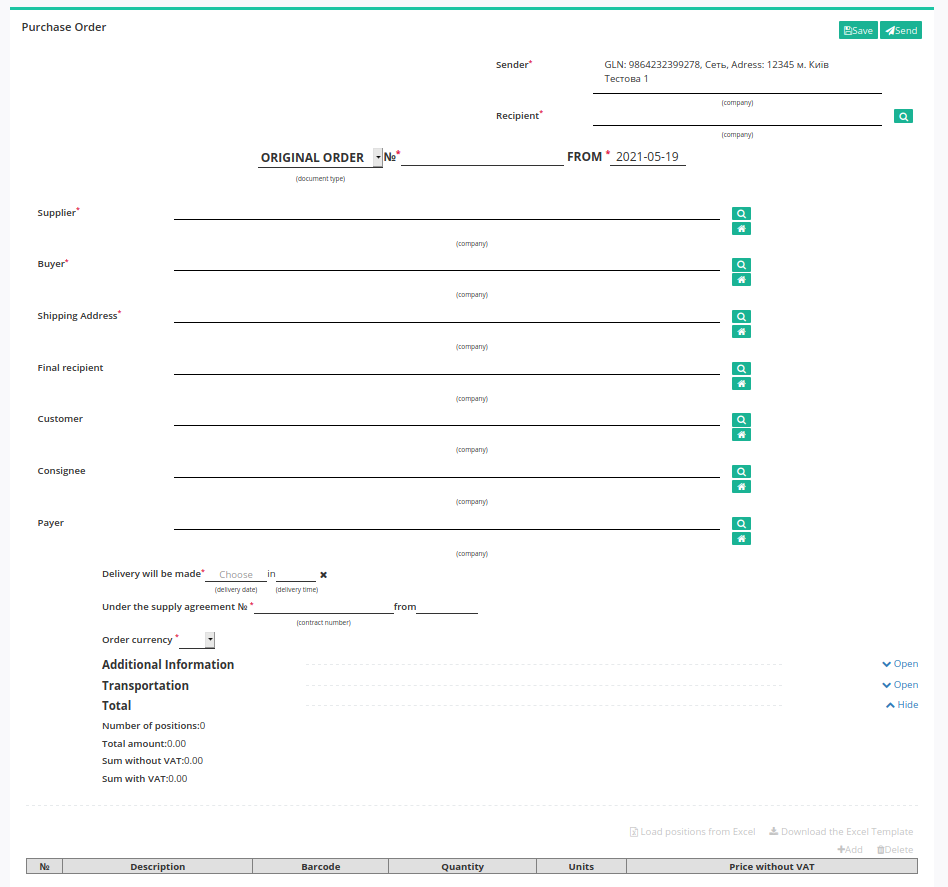 Purchase Order
Save Send
Sender* GLN: 9864232399278, Сеть, Adress: 12345 м. Київ
Тестова 1
(company)
Recipient*
(company)
ORIGINAL ORDER №* FROM * 2021-05-19
(document type)
Supplier*
(company)
Buyer*
(company)
Shipping Address*
(company)
Final recipient
(company)
Customer
(company)
Consignee
(company)
Payer
(company)
Delivery will be made* Choose in
(delivery date) (delivery time)
Under the supply agreement № * from
(contract number)
Order currency *
Additional Information Open
Transportation Open
Total Hide
Number of positions:0
Total amount:0.00
Sum without VAT:0.00
Sum with VAT:0.00
Load positions from Excel Download the Excel Template
Add Delete
№ Description Barcode Quantity Units Price without VAT